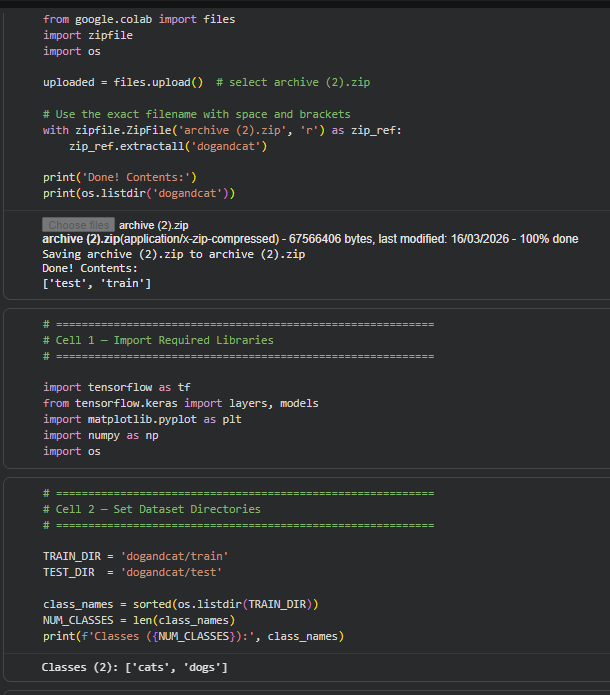 from google.colab import files
import zipfile
import os
uploaded = files.upload()  # select archive (2).zip
# Use the exact filename with space and brackets
with zipfile.ZipFile('archive (2).zip', 'r') as zip_ref:
    zip_ref.extractall('dogandcat')
print('Done! Contents:')
print(os.listdir('dogandcat'))
Choose files archive (2).zip
archive (2).zip(application/x-zip-compressed) - 67566406 bytes, last modified: 16/03/2026 - 100% done
Saving archive (2).zip to archive (2).zip
Done! Contents:
['test', 'train']
# ==========================================================
# Cell 1 — Import Required Libraries
# ==========================================================
import tensorflow as tf
from tensorflow.keras import layers, models
import matplotlib.pyplot as plt
import numpy as np
import os
# ==========================================================
# Cell 2 — Set Dataset Directories
# ==========================================================
TRAIN_DIR = 'dogandcat/train'
TEST_DIR  = 'dogandcat/test'
class_names = sorted(os.listdir(TRAIN_DIR))
NUM_CLASSES = len(class_names)
print(f'Classes ({NUM_CLASSES}):', class_names)
Classes (2): ['cats', 'dogs']